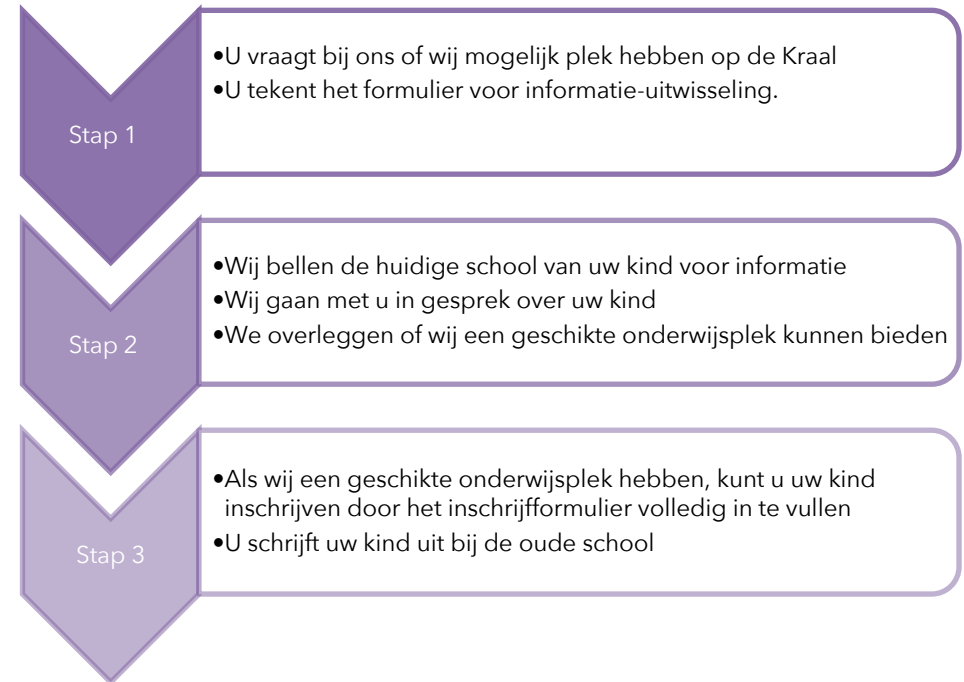 Stap 1
•U vraagt bij ons of wij mogelijk plek hebben op de Kraal
•U tekent het formulier voor informatie-uitwisseling.
Stap 2
•Wij bellen de huidige school van uw kind voor informatie
•Wij gaan met u in gesprek over uw kind
•We overleggen of wij een geschikte onderwijsplek kunnen bieden
Stap 3
•Als wij een geschikte onderwijsplek hebben, kunt u uw kind
inschrijven door het inschrijfformulier volledig in te vullen
•U schrijft uw kind uit bij de oude school